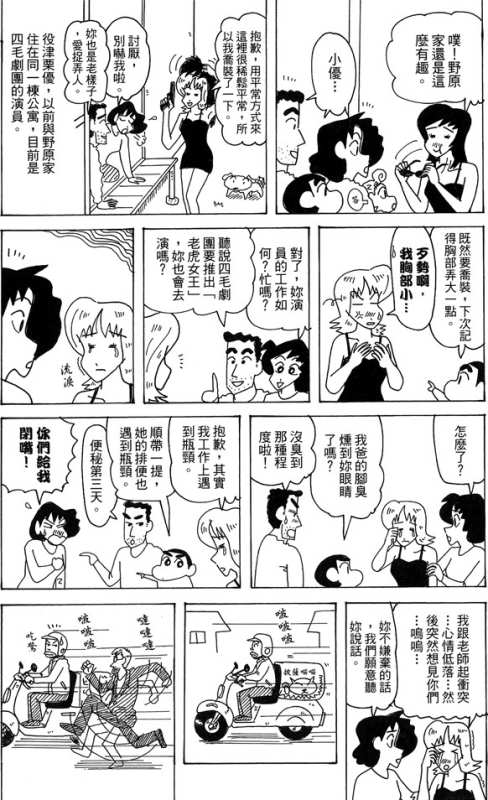 噗！野原
家還是這
麼有趣。
小優…
抱歉，用平常方式來
這裡很稀鬆平常，所
以我喬裝了一下。
討厭，
別嚇我啦。
妳也是老樣子
，愛捉弄人。
役津栗優，以前與野原家
住在同一棟公寓，目前是
四毛劇團的演員。
既然要喬裝，下次記
得胸部弄大一點。
歹勢啊，
我胸部小…
對了，妳演
員的工作如
何？忙嗎？
聽說四毛劇
團要推出「
老虎女王」
，妳也會去
演嗎？
流淚
怎麼了？
我爸的腳臭
燻到妳眼睛
了嗎？
沒臭到
那種程
度啦！
抱歉，其實
我工作上遇
到瓶頸。
順帶一提，
她的排便也
遇到瓶頸。
便秘第三天。
你們給我
閉嘴！
我跟老師起衝突
…心情低落…然
後突然想見你們
…嗚嗚…
妳不嫌棄的話
，我們願意聽
妳說話。
啵
啵
啵
噠
噠
噠
啵
啵
啵
吃驚